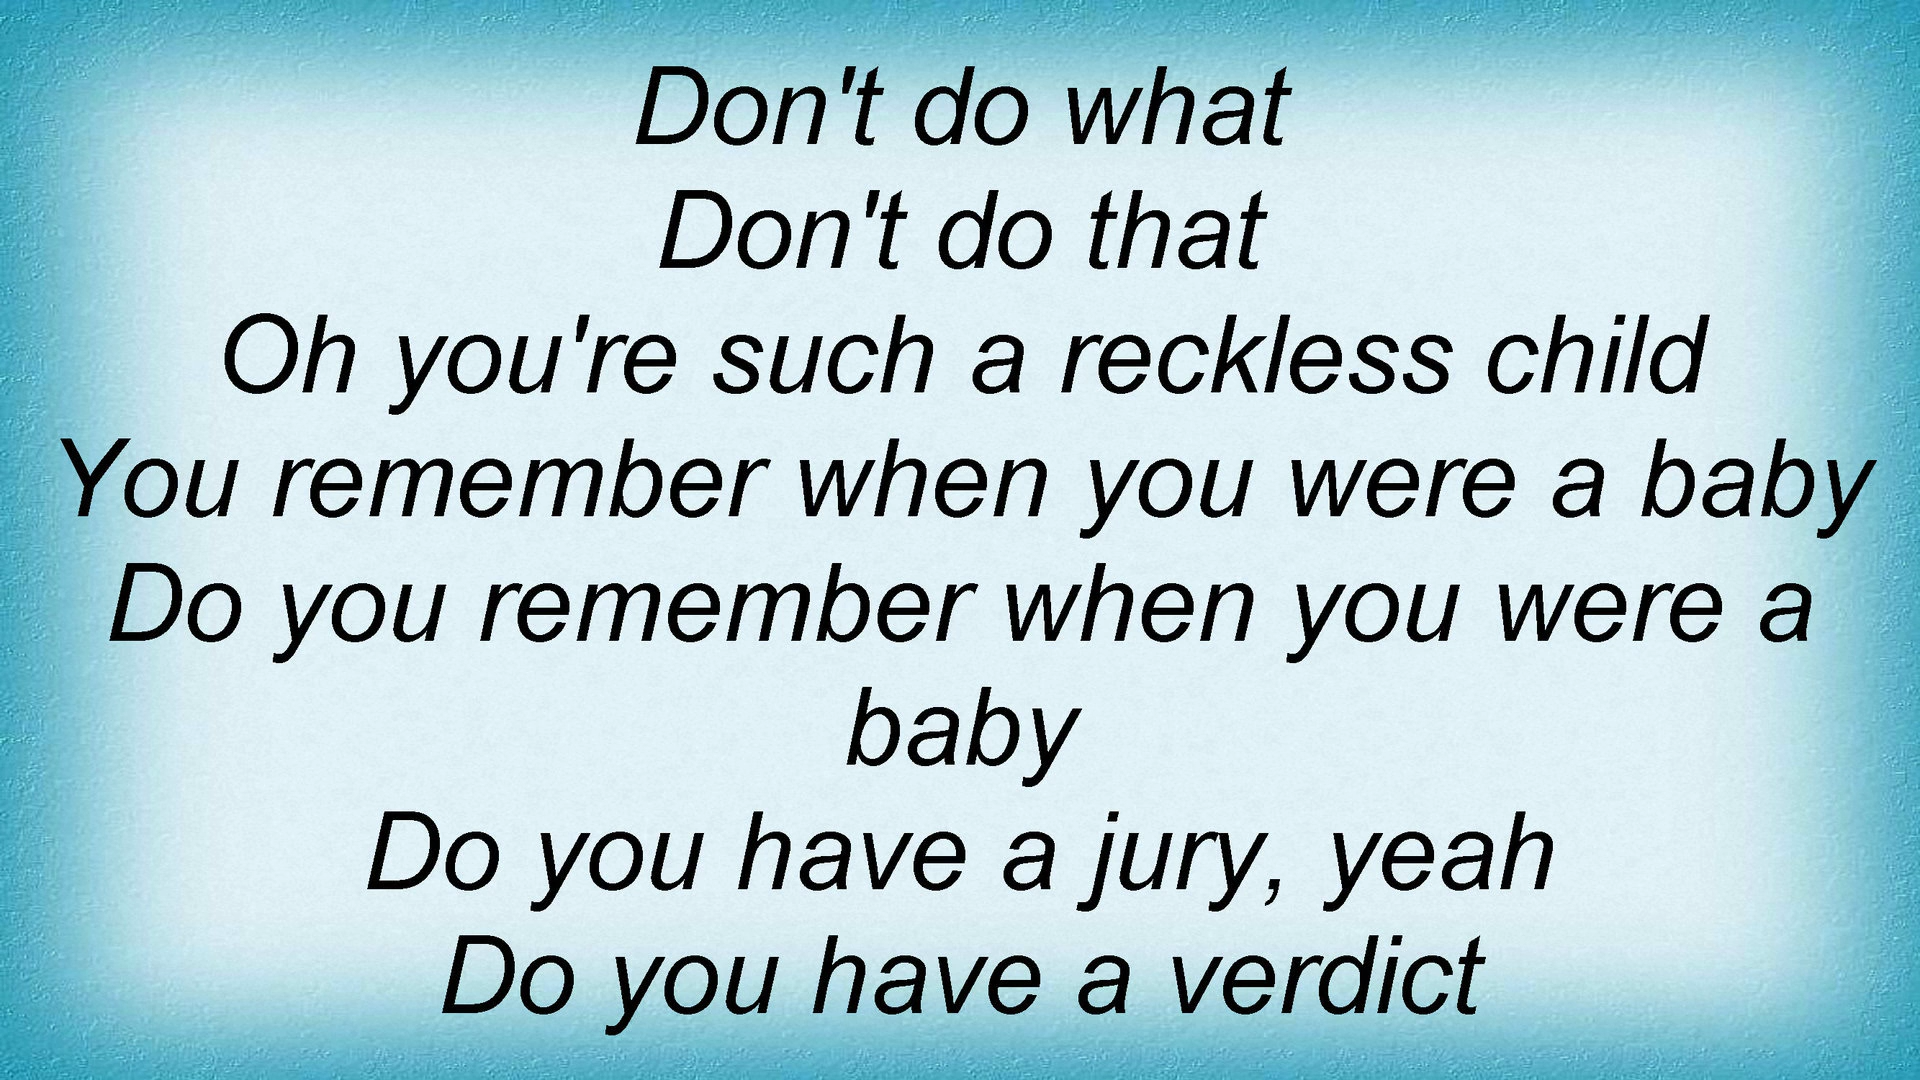 Don't do what
Don't do that
Oh you're such a reckless child
You remember when you were a baby
Do you remember when you were a
baby
Do you have a jury, yeah
Do you have a verdict